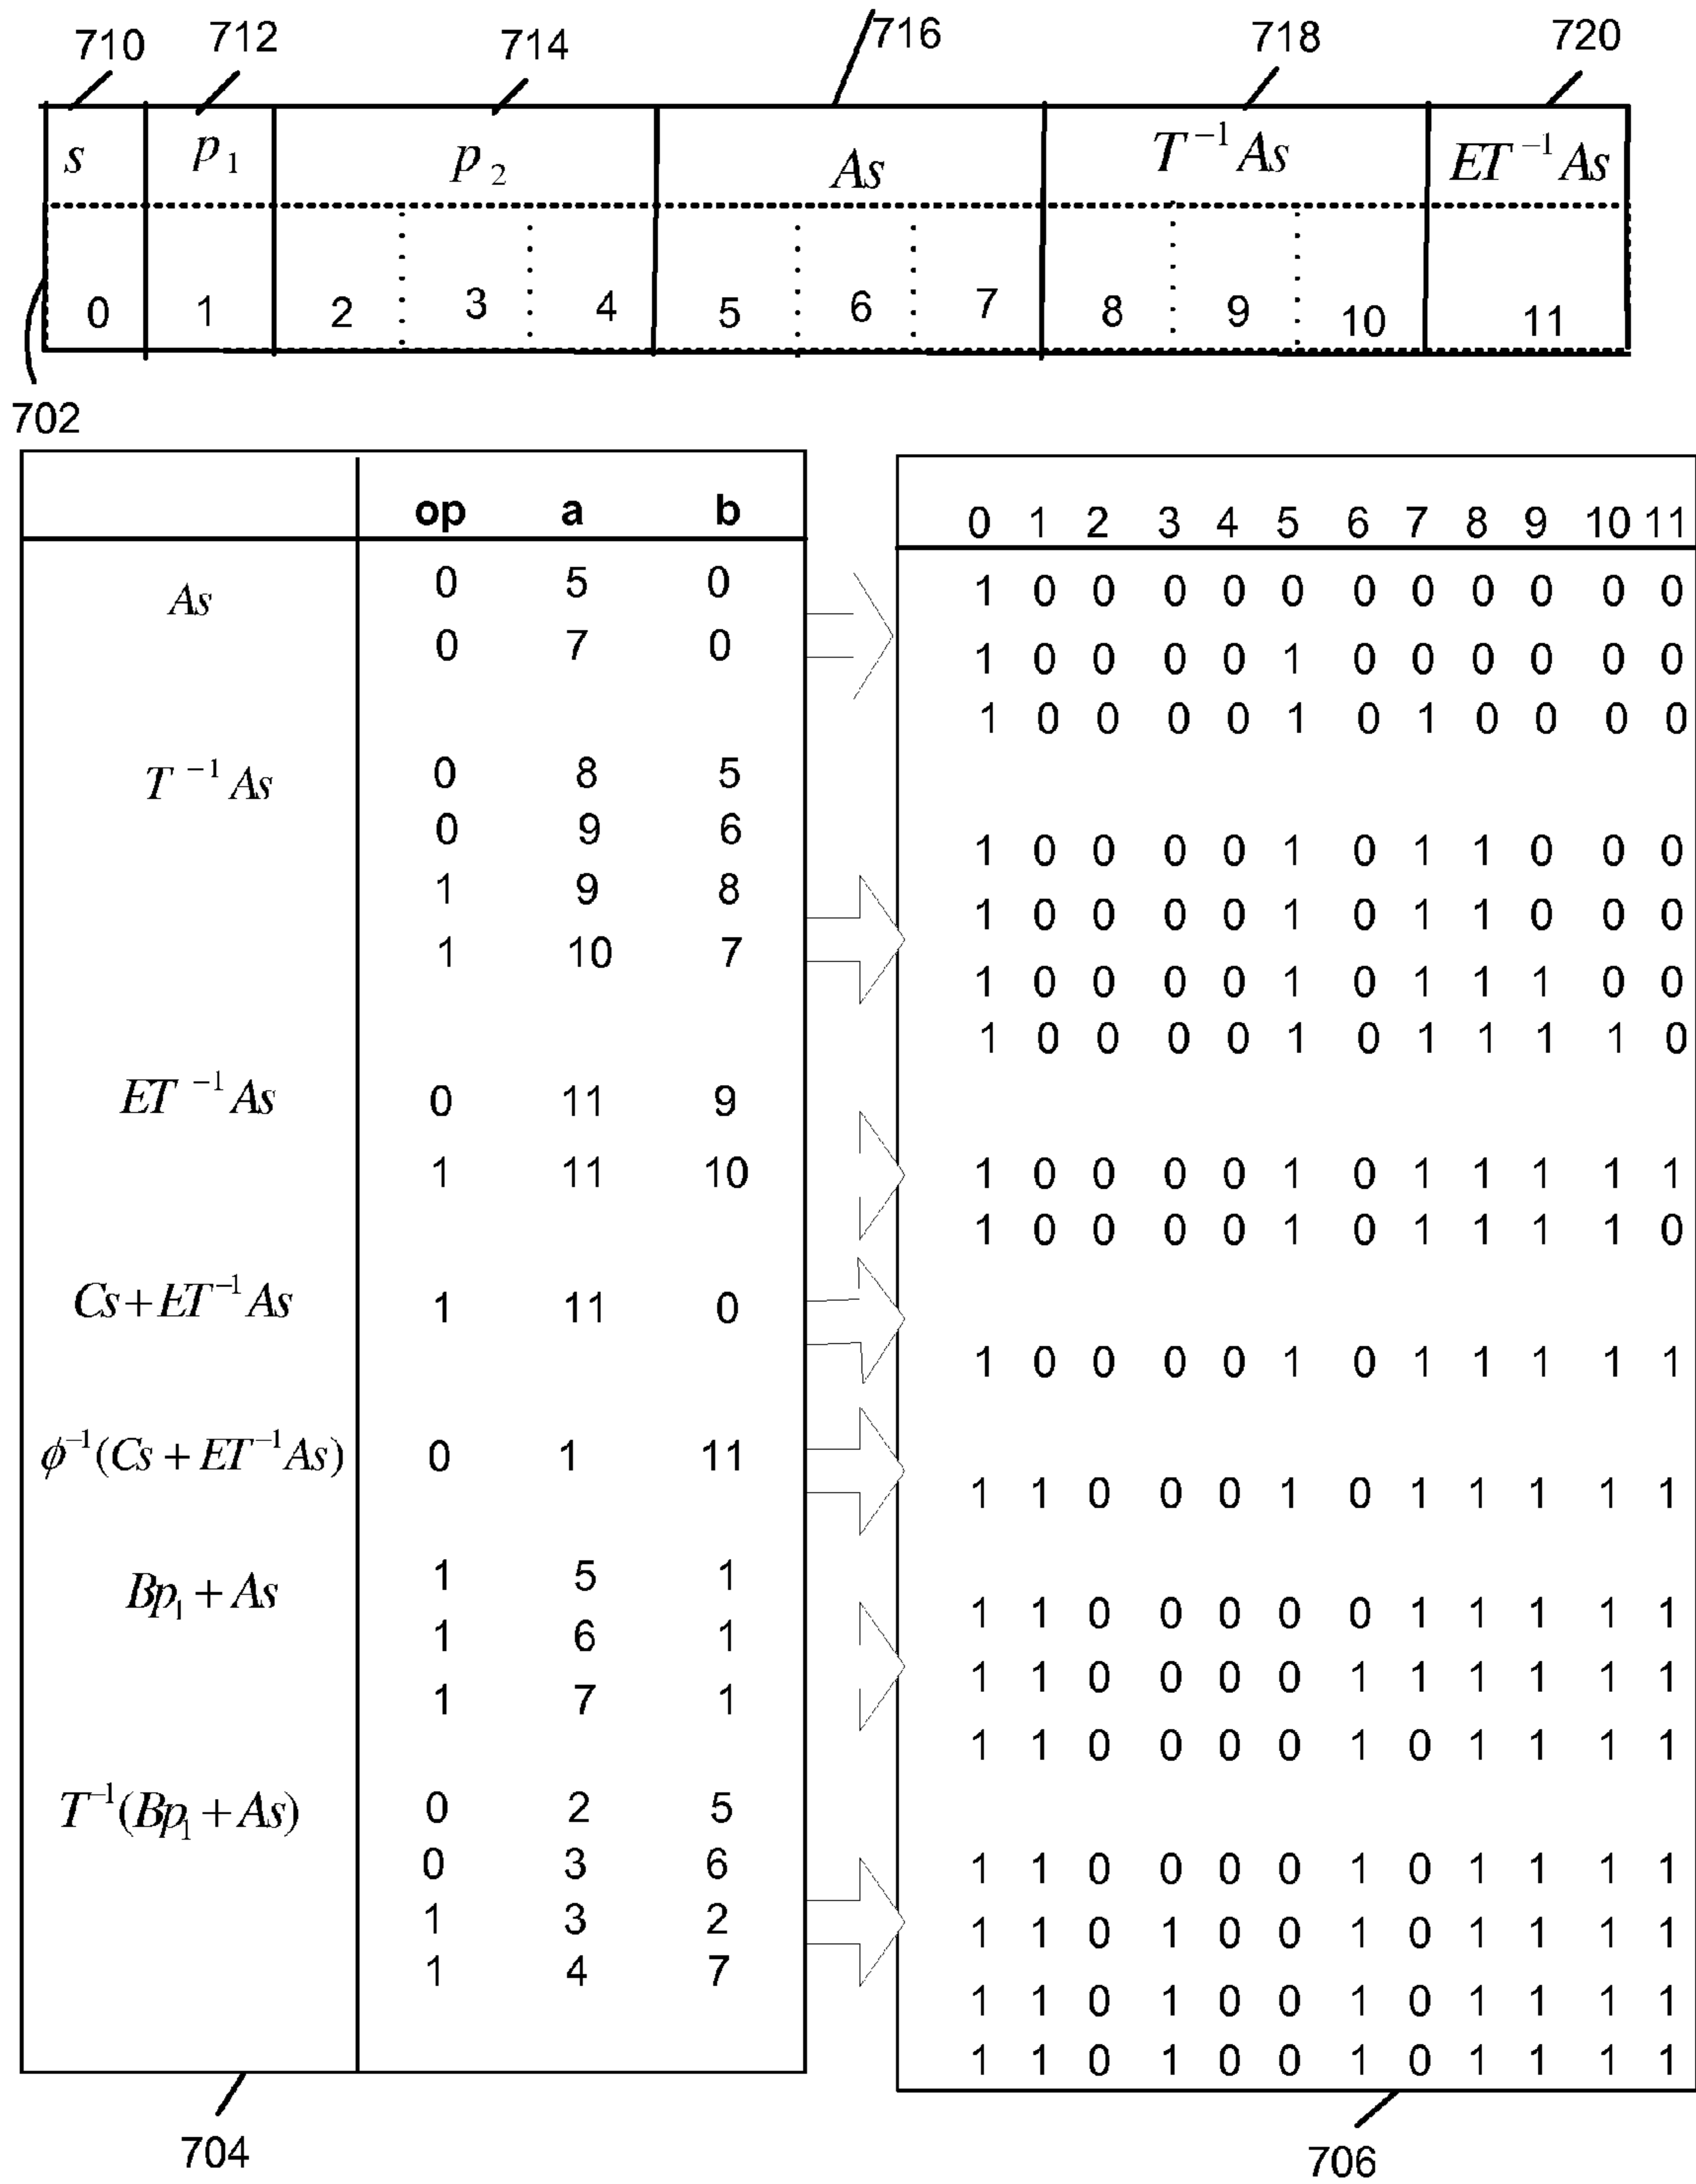 710 712 714 716 718 720
s p₁ p₂ As T⁻¹As ET⁻¹As
0 1 2 3 4 5 6 7 8 9 10 11
702
op a b
As 0 5 0
0 7 0
T⁻¹As 0 8 5
0 9 6
1 9 8
1 10 7
ET⁻¹As 0 11 9
1 11 10
Cs+ET⁻¹As 1 11 0
ϕ⁻¹(Cs+ET⁻¹As) 0 1 11
Bp₁+As 1 5 1
1 6 1
1 7 1
T⁻¹(Bp₁+As) 0 2 5
0 3 6
1 3 2
1 4 7
704
0 1 2 3 4 5 6 7 8 9 10 11
1 0 0 0 0 0 0 0 0 0 0 0
1 0 0 0 0 1 0 0 0 0 0 0
1 0 0 0 0 1 0 1 0 0 0 0
1 0 0 0 0 1 0 1 1 0 0 0
1 0 0 0 0 1 0 1 1 0 0 0
1 0 0 0 0 1 0 1 1 1 0 0
1 0 0 0 0 1 0 1 1 1 1 0
1 0 0 0 0 1 0 1 1 1 1 1
1 0 0 0 0 1 0 1 1 1 1 0
1 0 0 0 0 1 0 1 1 1 1 1
1 1 0 0 0 1 0 1 1 1 1 1
1 1 0 0 0 0 0 1 1 1 1 1
1 1 0 0 0 0 1 1 1 1 1 1
1 1 0 0 0 0 1 0 1 1 1 1
1 1 0 0 0 0 1 0 1 1 1 1
1 1 0 1 0 0 1 0 1 1 1 1
1 1 0 1 0 0 1 0 1 1 1 1
1 1 0 1 0 0 1 0 1 1 1 1
706